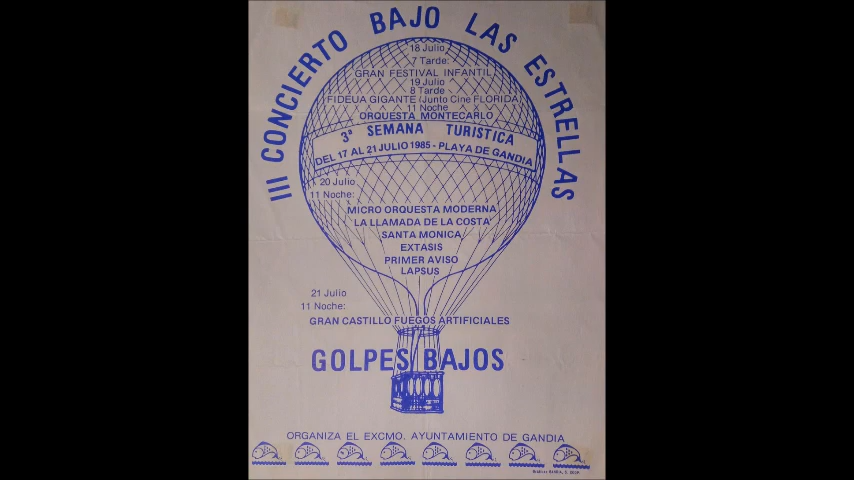 III CONCIERTO BAJO LAS ESTRELLAS
18 Julio
7 Tarde:
GRAN FESTIVAL INFANTIL
19 Julio
8 Tarde
FIDEUA GIGANTE (Junto Cine FLORIDA)
11 Noche
ORQUESTA MONTECARLO
3ª SEMANA TURISTICA
DEL 17 AL 21 JULIO 1985 - PLAYA DE GANDIA
20 Julio
11 Noche:
MICRO ORQUESTA MODERNA
LA LLAMADA DE LA COSTA
SANTA MONICA
EXTASIS
PRIMER AVISO
LAPSUS
21 Julio
11 Noche:
GRAN CASTILLO FUEGOS ARTIFICIALES
GOLPES BAJOS
ORGANIZA EL EXCMO. AYUNTAMIENTO DE GANDIA